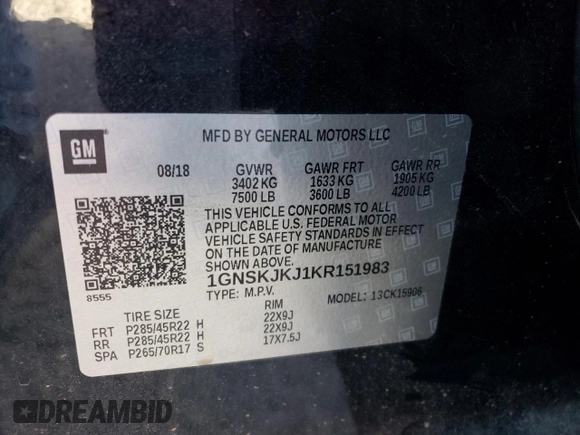 GM
MFD BY GENERAL MOTORS LLC
08/18 GVWR GAWR FRT GAWR RR
3402 KG 1633 KG 1905 KG
7500 LB 3600 LB 4200 LB
THIS VEHICLE CONFORMS TO ALL
APPLICABLE U.S. FEDERAL MOTOR
VEHICLE SAFETY STANDARDS IN EFFECT
ON THE DATE OF MANUFACTURE
SHOWN ABOVE.
1GNSKJKJ1KR151983
8555
TYPE: M.P.V. MODEL: 13CK15906
TIRE SIZE RIM
FRT P285/45R22 H 22X9J
RR P285/45R22 H 22X9J
SPA P265/70R17 S 17X7.5J
DREAMBID